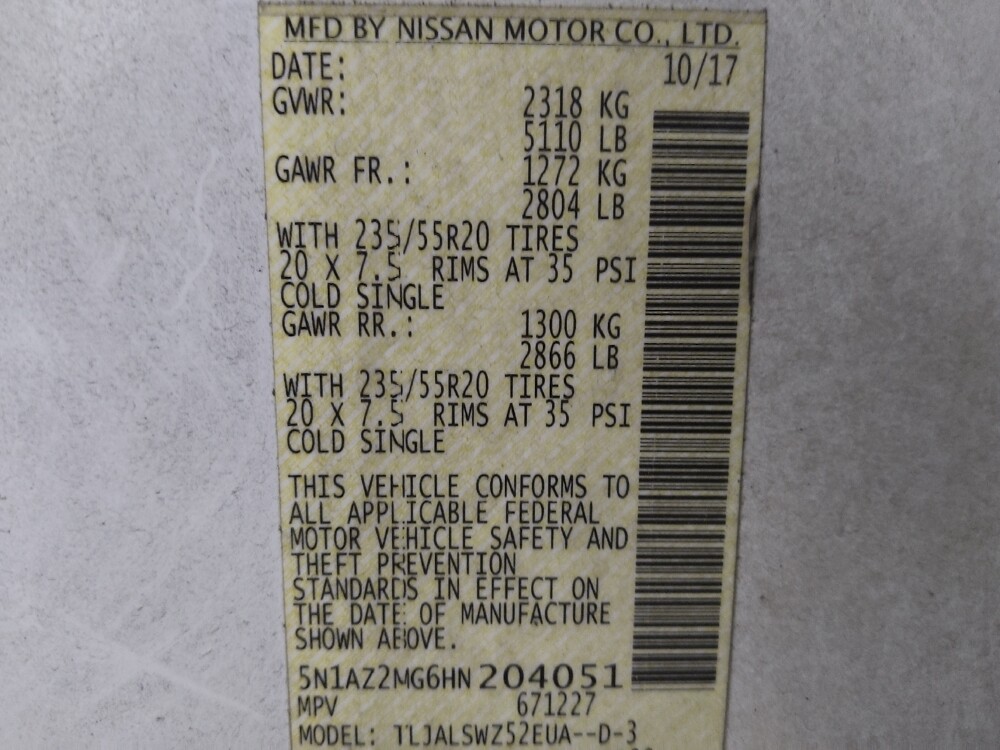 MFD BY NISSAN MOTOR CO., LTD.
DATE: 10/17
GVWR: 2318 KG
5110 LB
GAWR FR.: 1272 KG
2804 LB
WITH 235/55R20 TIRES
20 X 7.5 RIMS AT 35 PSI
COLD SINGLE
GAWR RR.: 1300 KG
2866 LB
WITH 235/55R20 TIRES
20 X 7.5 RIMS AT 35 PSI
COLD SINGLE
THIS VEHICLE CONFORMS TO
ALL APPLICABLE FEDERAL
MOTOR VEHICLE SAFETY AND
THEFT PREVENTION
STANDARDS IN EFFECT ON
THE DATE OF MANUFACTURE
SHOWN ABOVE.
5N1AZ2MG6HN204051
MPV 671227
MODEL: TLJALSWZ52EUA--D-3